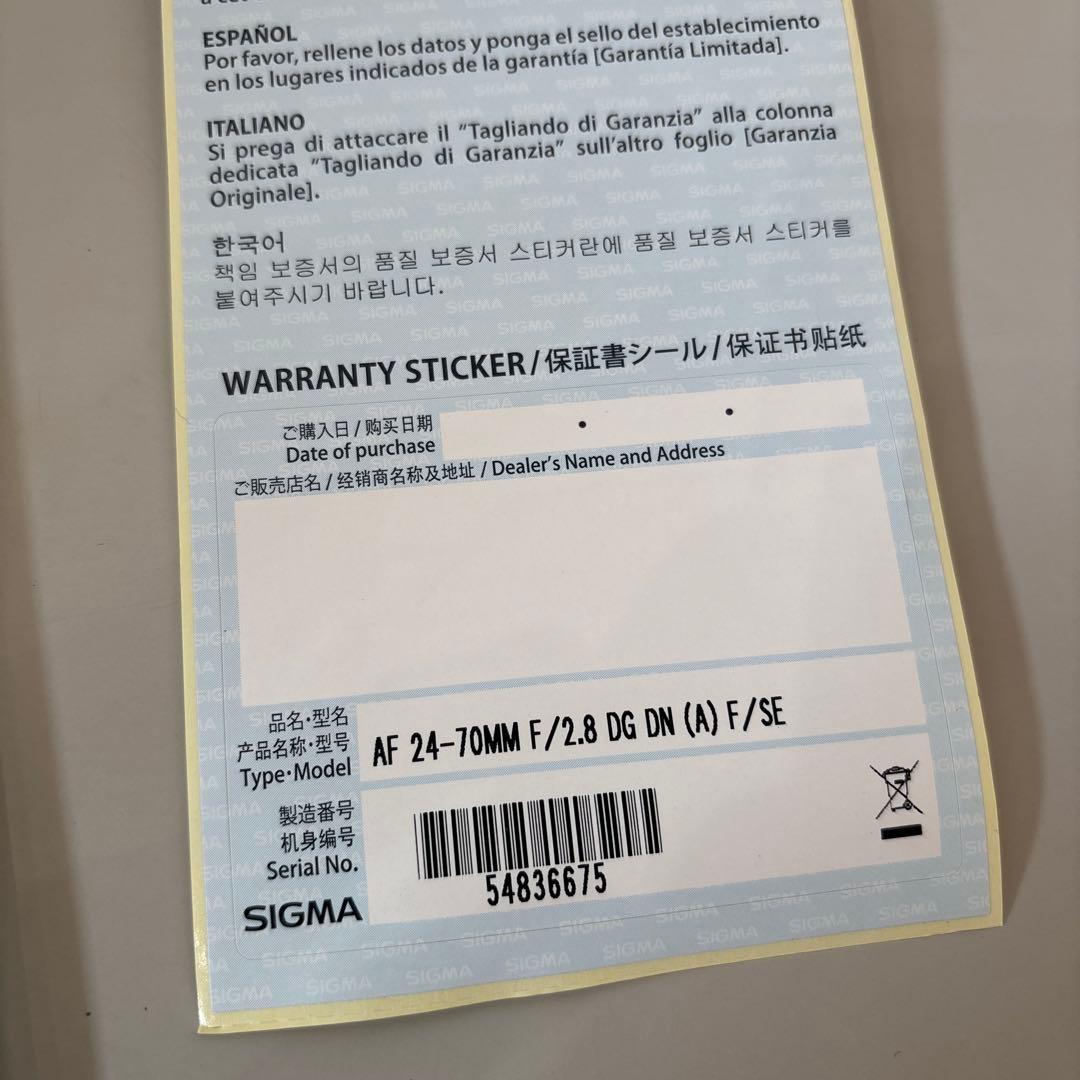 ESPAÑOL
Por favor, rellene los datos y ponga el sello del establecimiento
en los lugares indicados de la garantía [Garantía Limitada].
ITALIANO
Si prega di attaccare il “Tagliando di Garanzia” alla colonna
dedicata “Tagliando di Garanzia” sull’altro foglio [Garanzia
Originale].
한국어
책임 보증서의 품질 보증서 스티커란에 품질 보증서 스티커를
붙여주시기 바랍니다.
WARRANTY STICKER/保証書シール/保证书贴纸
ご購入日/购买日期
Date of purchase
ご販売店名/经销商名称及地址/Dealer’s Name and Address
品名・型名
产品名称・型号
Type・Model
AF 24-70MM F/2.8 DG DN (A) F/SE
製造番号
机身编号
Serial No.
54836675
SIGMA